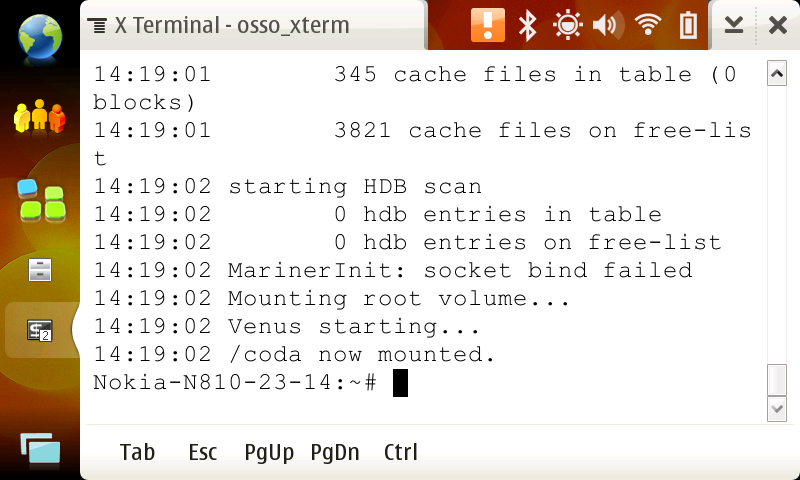 X Terminal - osso_xterm
14:19:01        345 cache files in table (0
blocks)
14:19:01        3821 cache files on free-lis
t
14:19:02 starting HDB scan
14:19:02        0 hdb entries in table
14:19:02        0 hdb entries on free-list
14:19:02 MarinerInit: socket bind failed
14:19:02 Mounting root volume...
14:19:02 Venus starting...
14:19:02 /coda now mounted.
Nokia-N810-23-14:~#
2
Tab Esc PgUp PgDn Ctrl